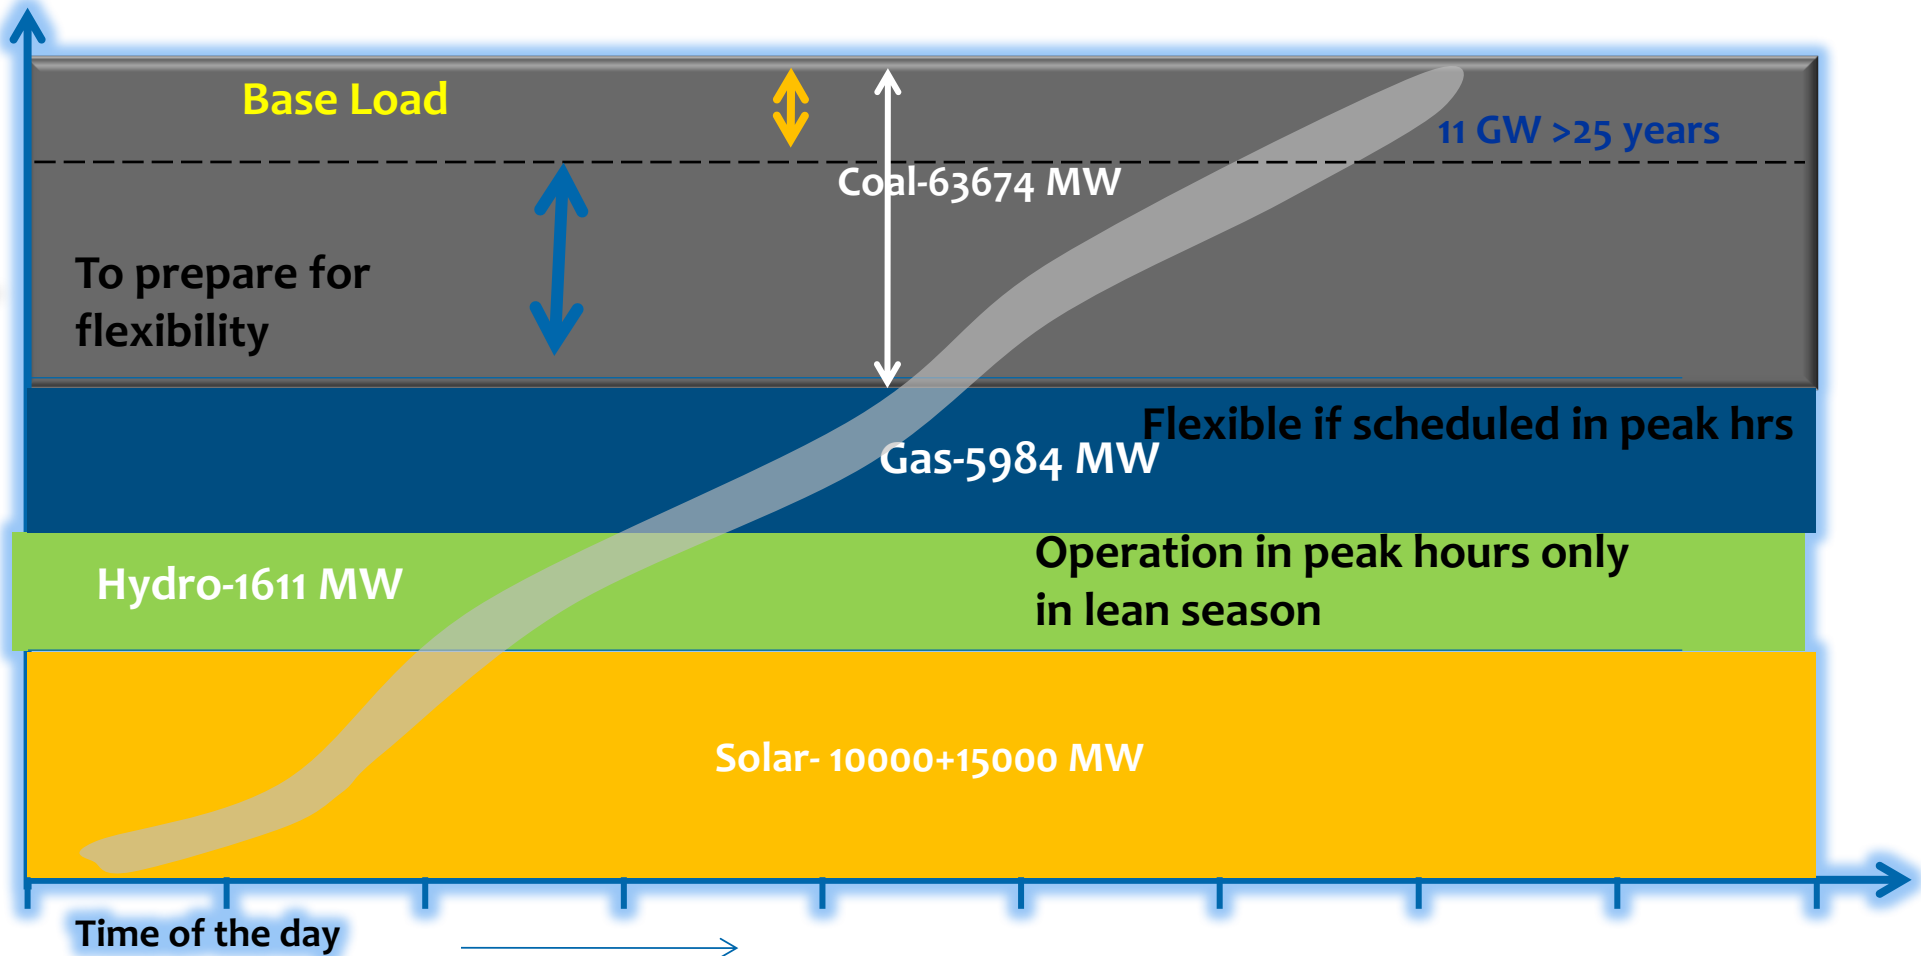 Base Load
11 GW >25 years
Coal-63674 MW
To prepare for
flexibility
Flexible if scheduled in peak hrs
Gas-5984 MW
Operation in peak hours only
in lean season
Hydro-1611 MW
Solar- 10000+15000 MW
Time of the day